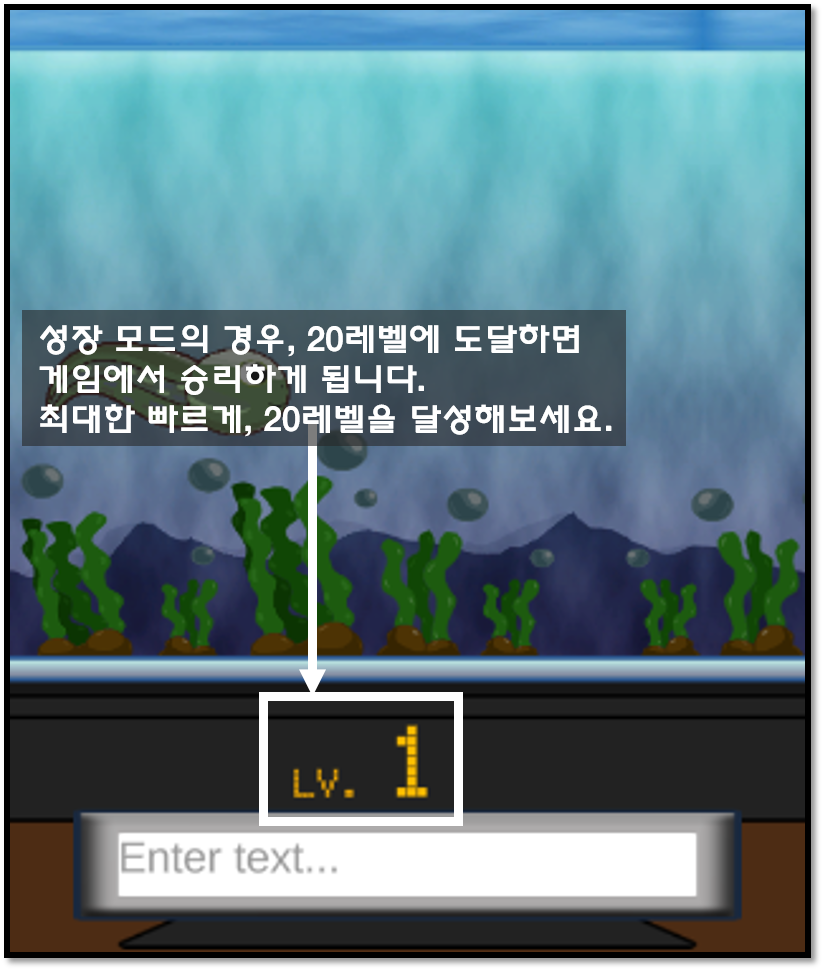 성장 모드의 경우, 20레벨에 도달하면
게임에서 승리하게 됩니다.
최대한 빠르게, 20레벨을 달성해보세요.
LV. 1
Enter text...